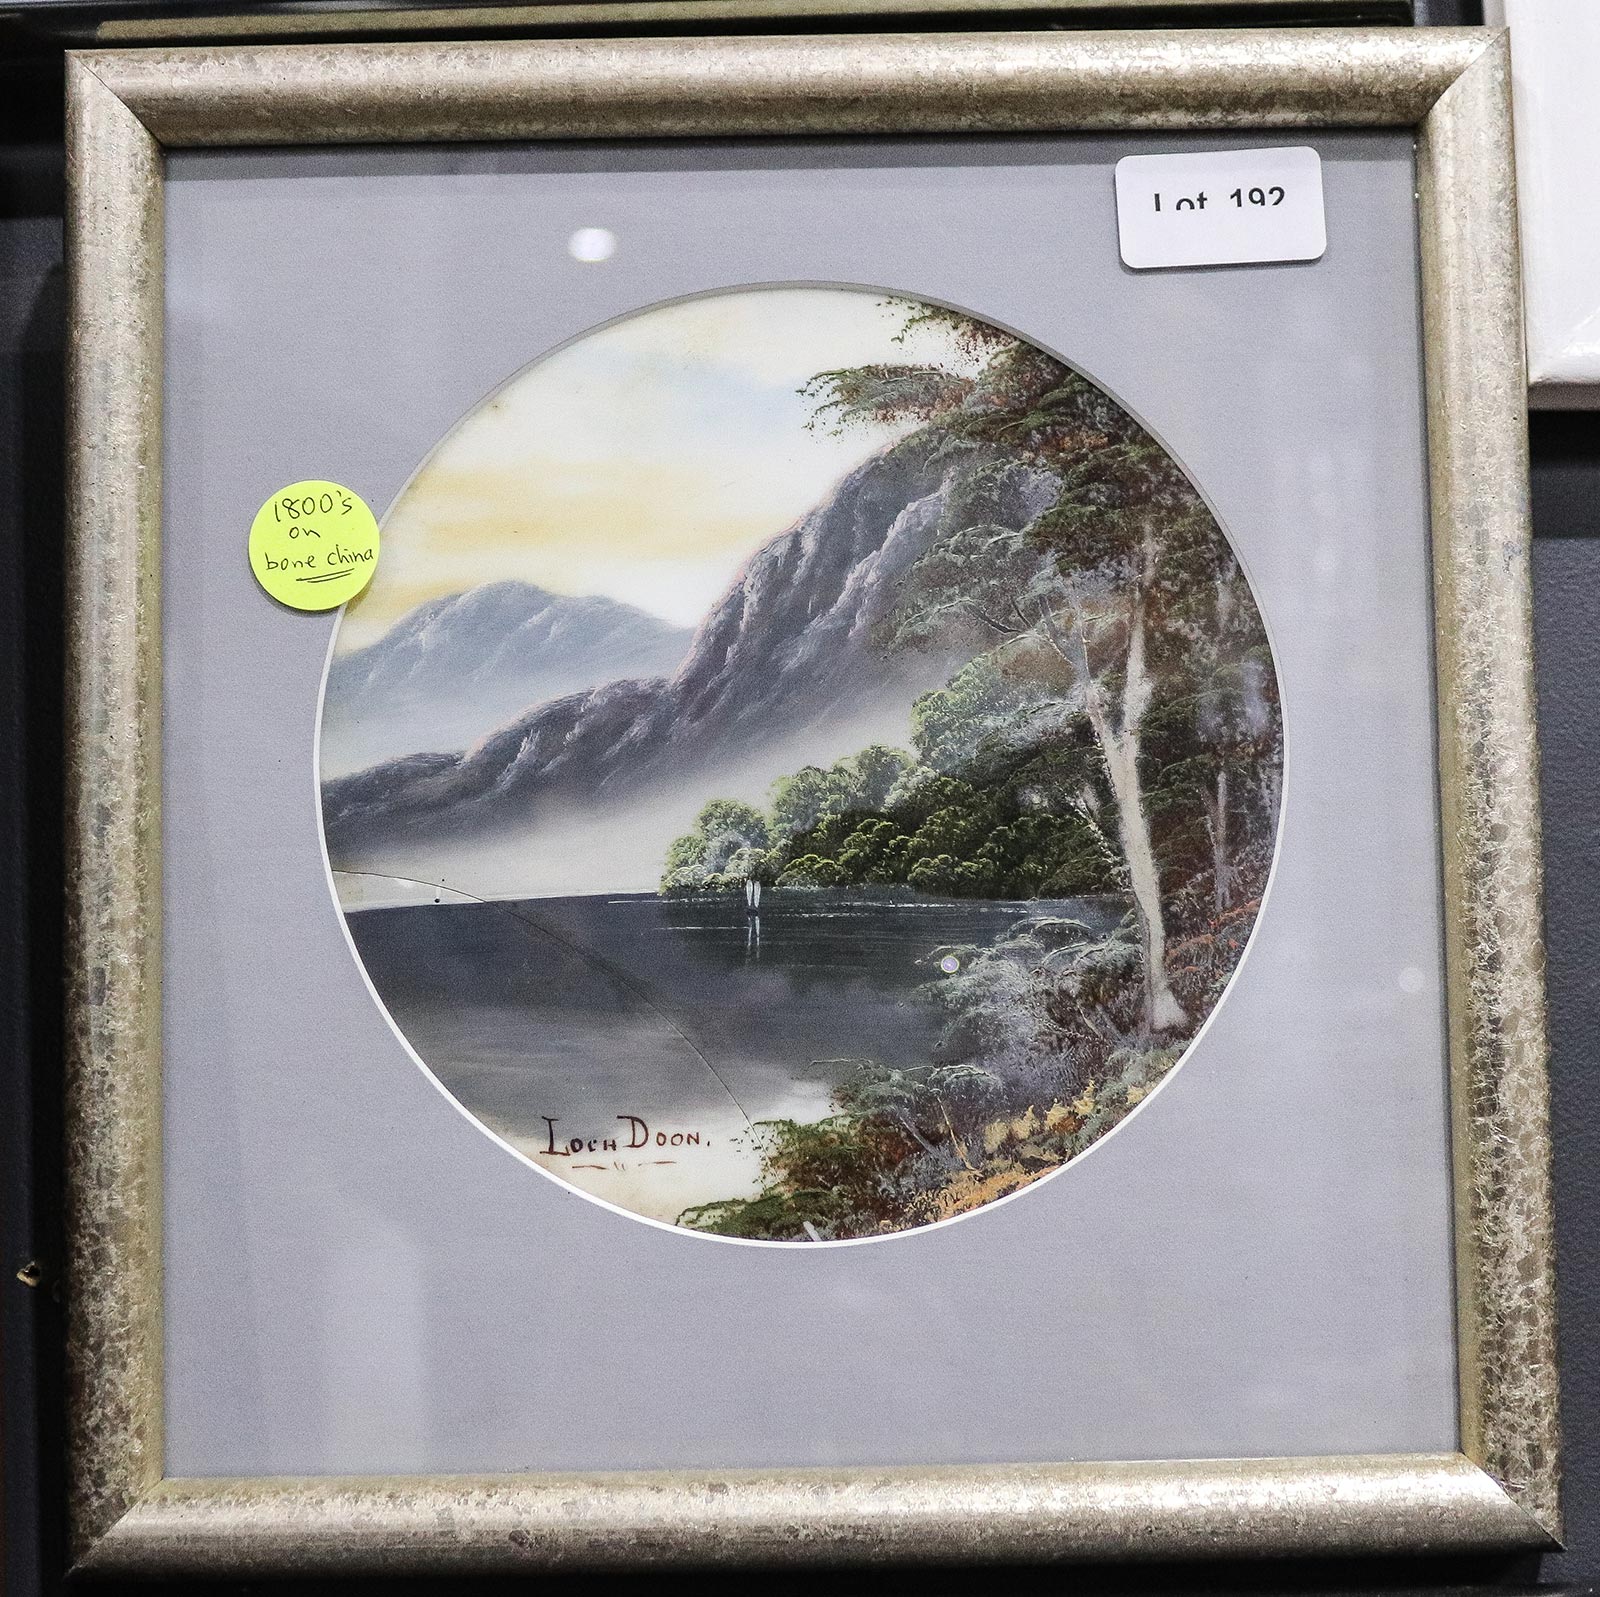 Lot 192
1800's
on
bone china
LOCH DOON.